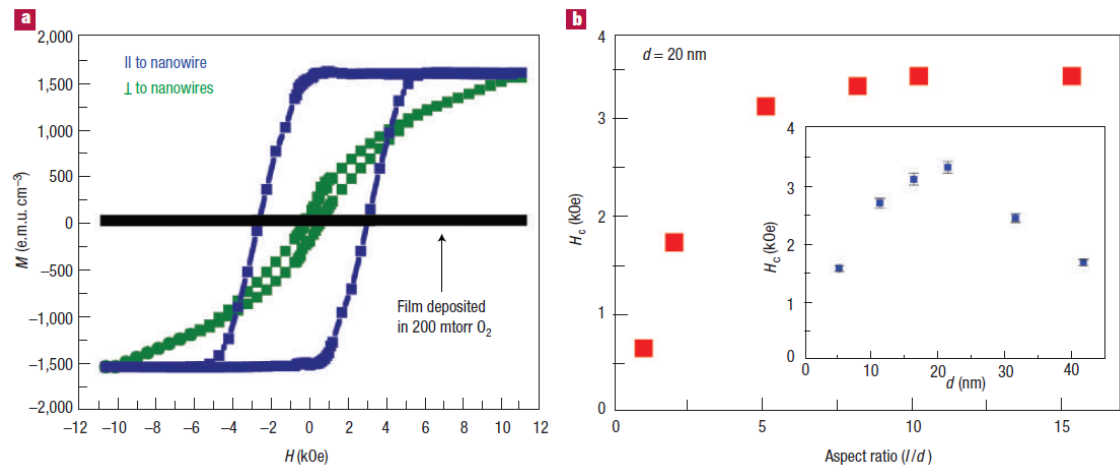 a
2,000
1,500
1,000
500
0
−500
−1,000
−1,500
−2,000
M (e.m.u. cm⁻³)
|| to nanowire
⊥ to nanowires
Film deposited
in 200 mtorr O₂
−12 −10 −8 −6 −4 −2 0 2 4 6 8 10 12
H (kOe)
b
4
3
2
1
0
H_c (kOe)
d = 20 nm
0 5 10 15
Aspect ratio (l/d)
4
3
2
1
0
H_c (kOe)
0 10 20 30 40
d (nm)